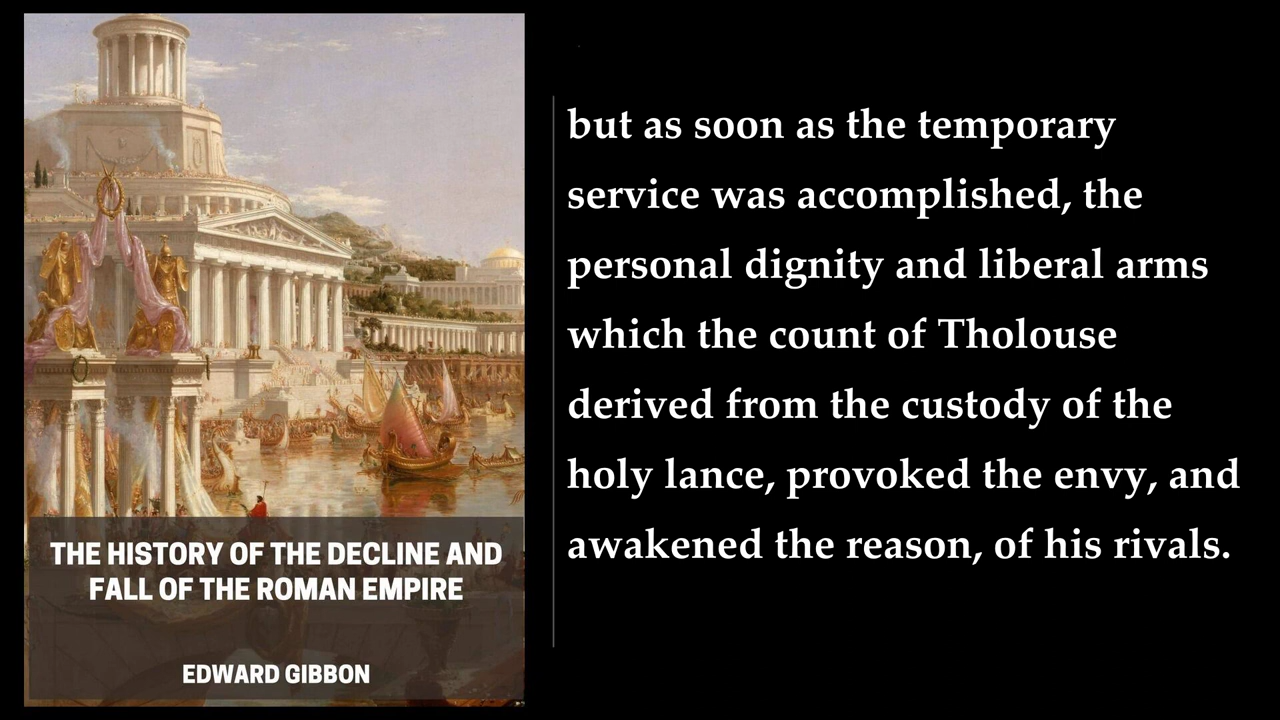 but as soon as the temporary
service was accomplished, the
personal dignity and liberal arms
which the count of Tholouse
derived from the custody of the
holy lance, provoked the envy, and
awakened the reason, of his rivals.
THE HISTORY OF THE DECLINE AND
FALL OF THE ROMAN EMPIRE
EDWARD GIBBON